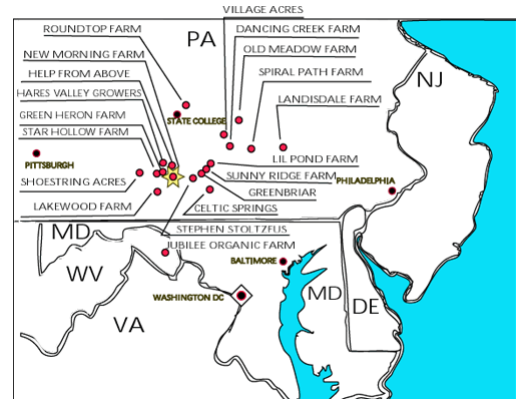 VILLAGE ACRES
ROUNDTOP FARM
PA
DANCING CREEK FARM
NEW MORNING FARM
OLD MEADOW FARM
HELP FROM ABOVE
SPIRAL PATH FARM
NJ
HARES VALLEY GROWERS
LANDISDALE FARM
GREEN HERON FARM
STATE COLLEGE
STAR HOLLOW FARM
PITTSBURGH
LIL POND FARM
SHOESTRING ACRES
SUNNY RIDGE FARM
PHILADELPHIA
GREENBRIAR
LAKEWOOD FARM
CELTIC SPRINGS
STEPHEN STOLTZFUS
MD
JUBILEE ORGANIC FARM
BALTIMORE
WV
WASHINGTON DC
MD
DE
VA